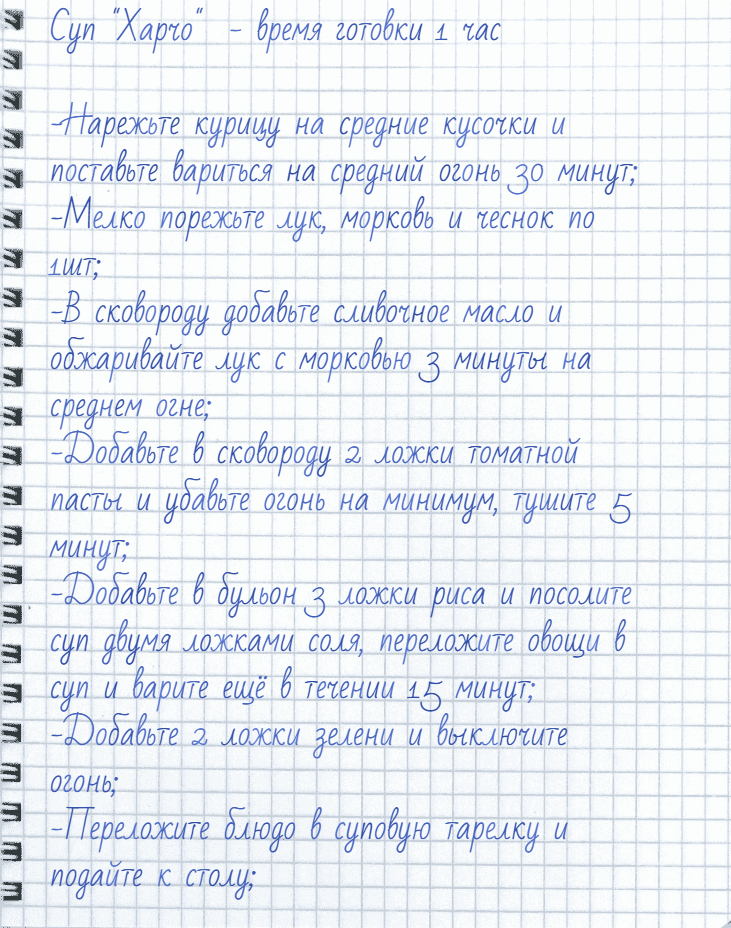 Суп "Харчо" - время готовки 1 час
-Нарежьте курицу на средние кусочки и
поставьте вариться на средний огонь 30 минут;
-Мелко порежьте лук, морковь и чеснок по
1шт;
-В сковороду добавьте сливочное масло и
обжаривайте лук с морковью 3 минуты на
среднем огне;
-Добавьте в сковороду 2 ложки томатной
пасты и убавьте огонь на минимум, тушите 5
минут;
-Добавьте в бульон 3 ложки риса и посолите
суп двумя ложками соля, переложите овощи в
суп и варите ещё в течении 15 минут;
-Добавьте 2 ложки зелени и выключите
огонь;
-Переложите блюдо в суповую тарелку и
подайте к столу;